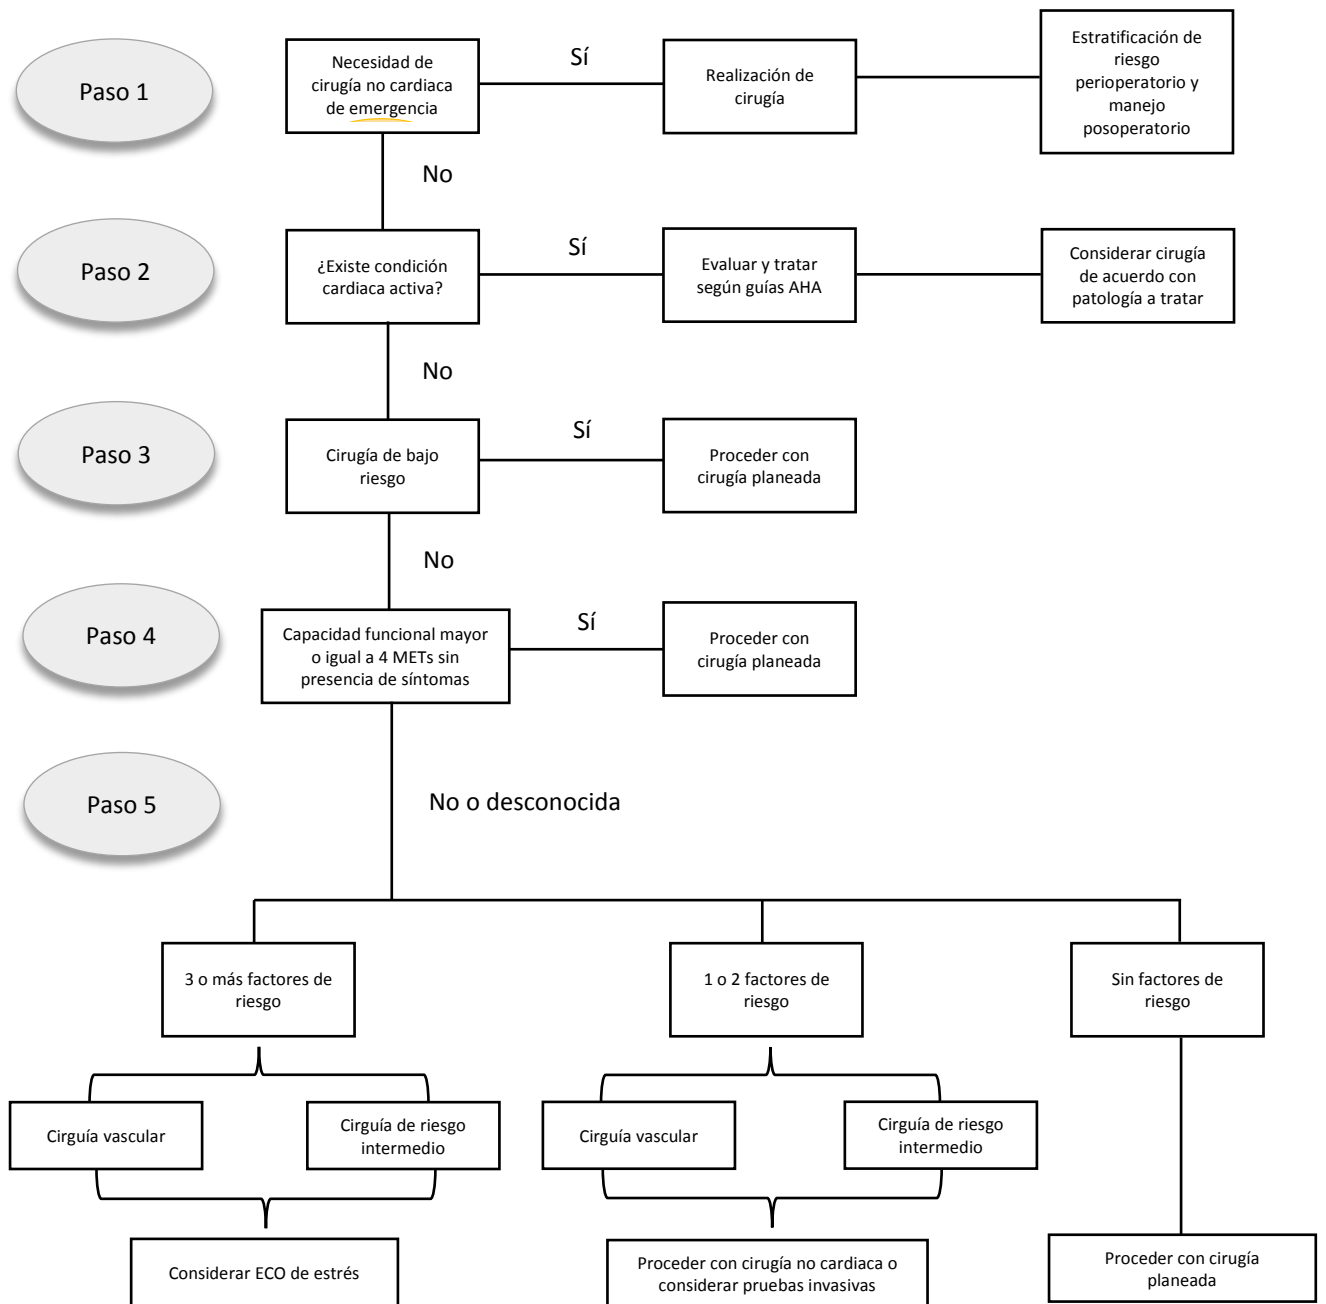 Paso 1
Necesidad de
cirugía no cardiaca
de emergencia
Sí
Realización de
cirugía
Estratificación de
riesgo
perioperatorio y
manejo
posoperatorio
No
Paso 2
¿Existe condición
cardiaca activa?
Sí
Evaluar y tratar
según guías AHA
Considerar cirugía
de acuerdo con
patología a tratar
No
Paso 3
Cirugía de bajo
riesgo
Sí
Proceder con
cirugía planeada
No
Paso 4
Capacidad funcional mayor
o igual a 4 METs sin
presencia de síntomas
Sí
Proceder con
cirugía planeada
Paso 5
No o desconocida
3 o más factores de
riesgo
1 o 2 factores de
riesgo
Sin factores de
riesgo
Cirguía vascular
Cirguía de riesgo
intermedio
Cirguía vascular
Cirguía de riesgo
intermedio
Considerar ECO de estrés
Proceder con cirugía no cardiaca o
considerar pruebas invasivas
Proceder con cirugía
planeada